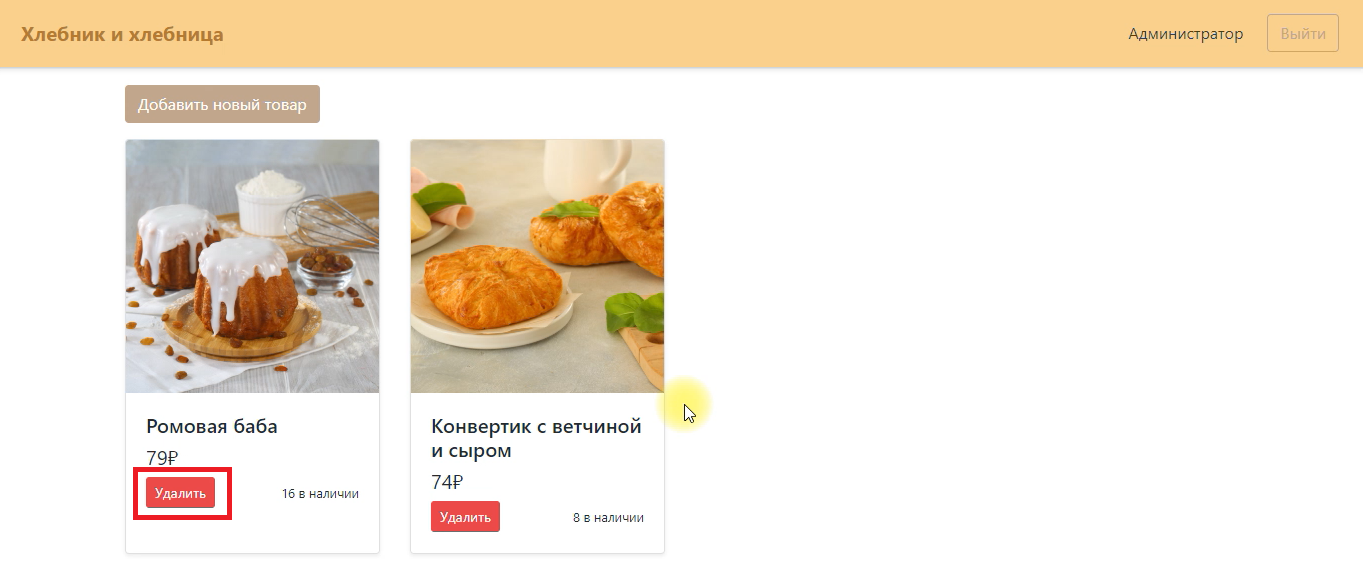 Хлебник и хлебница
Администратор
Выйти
Добавить новый товар
Ромовая баба
79₽
Удалить
16 в наличии
Конвертик с ветчиной
и сыром
74₽
Удалить
8 в наличии